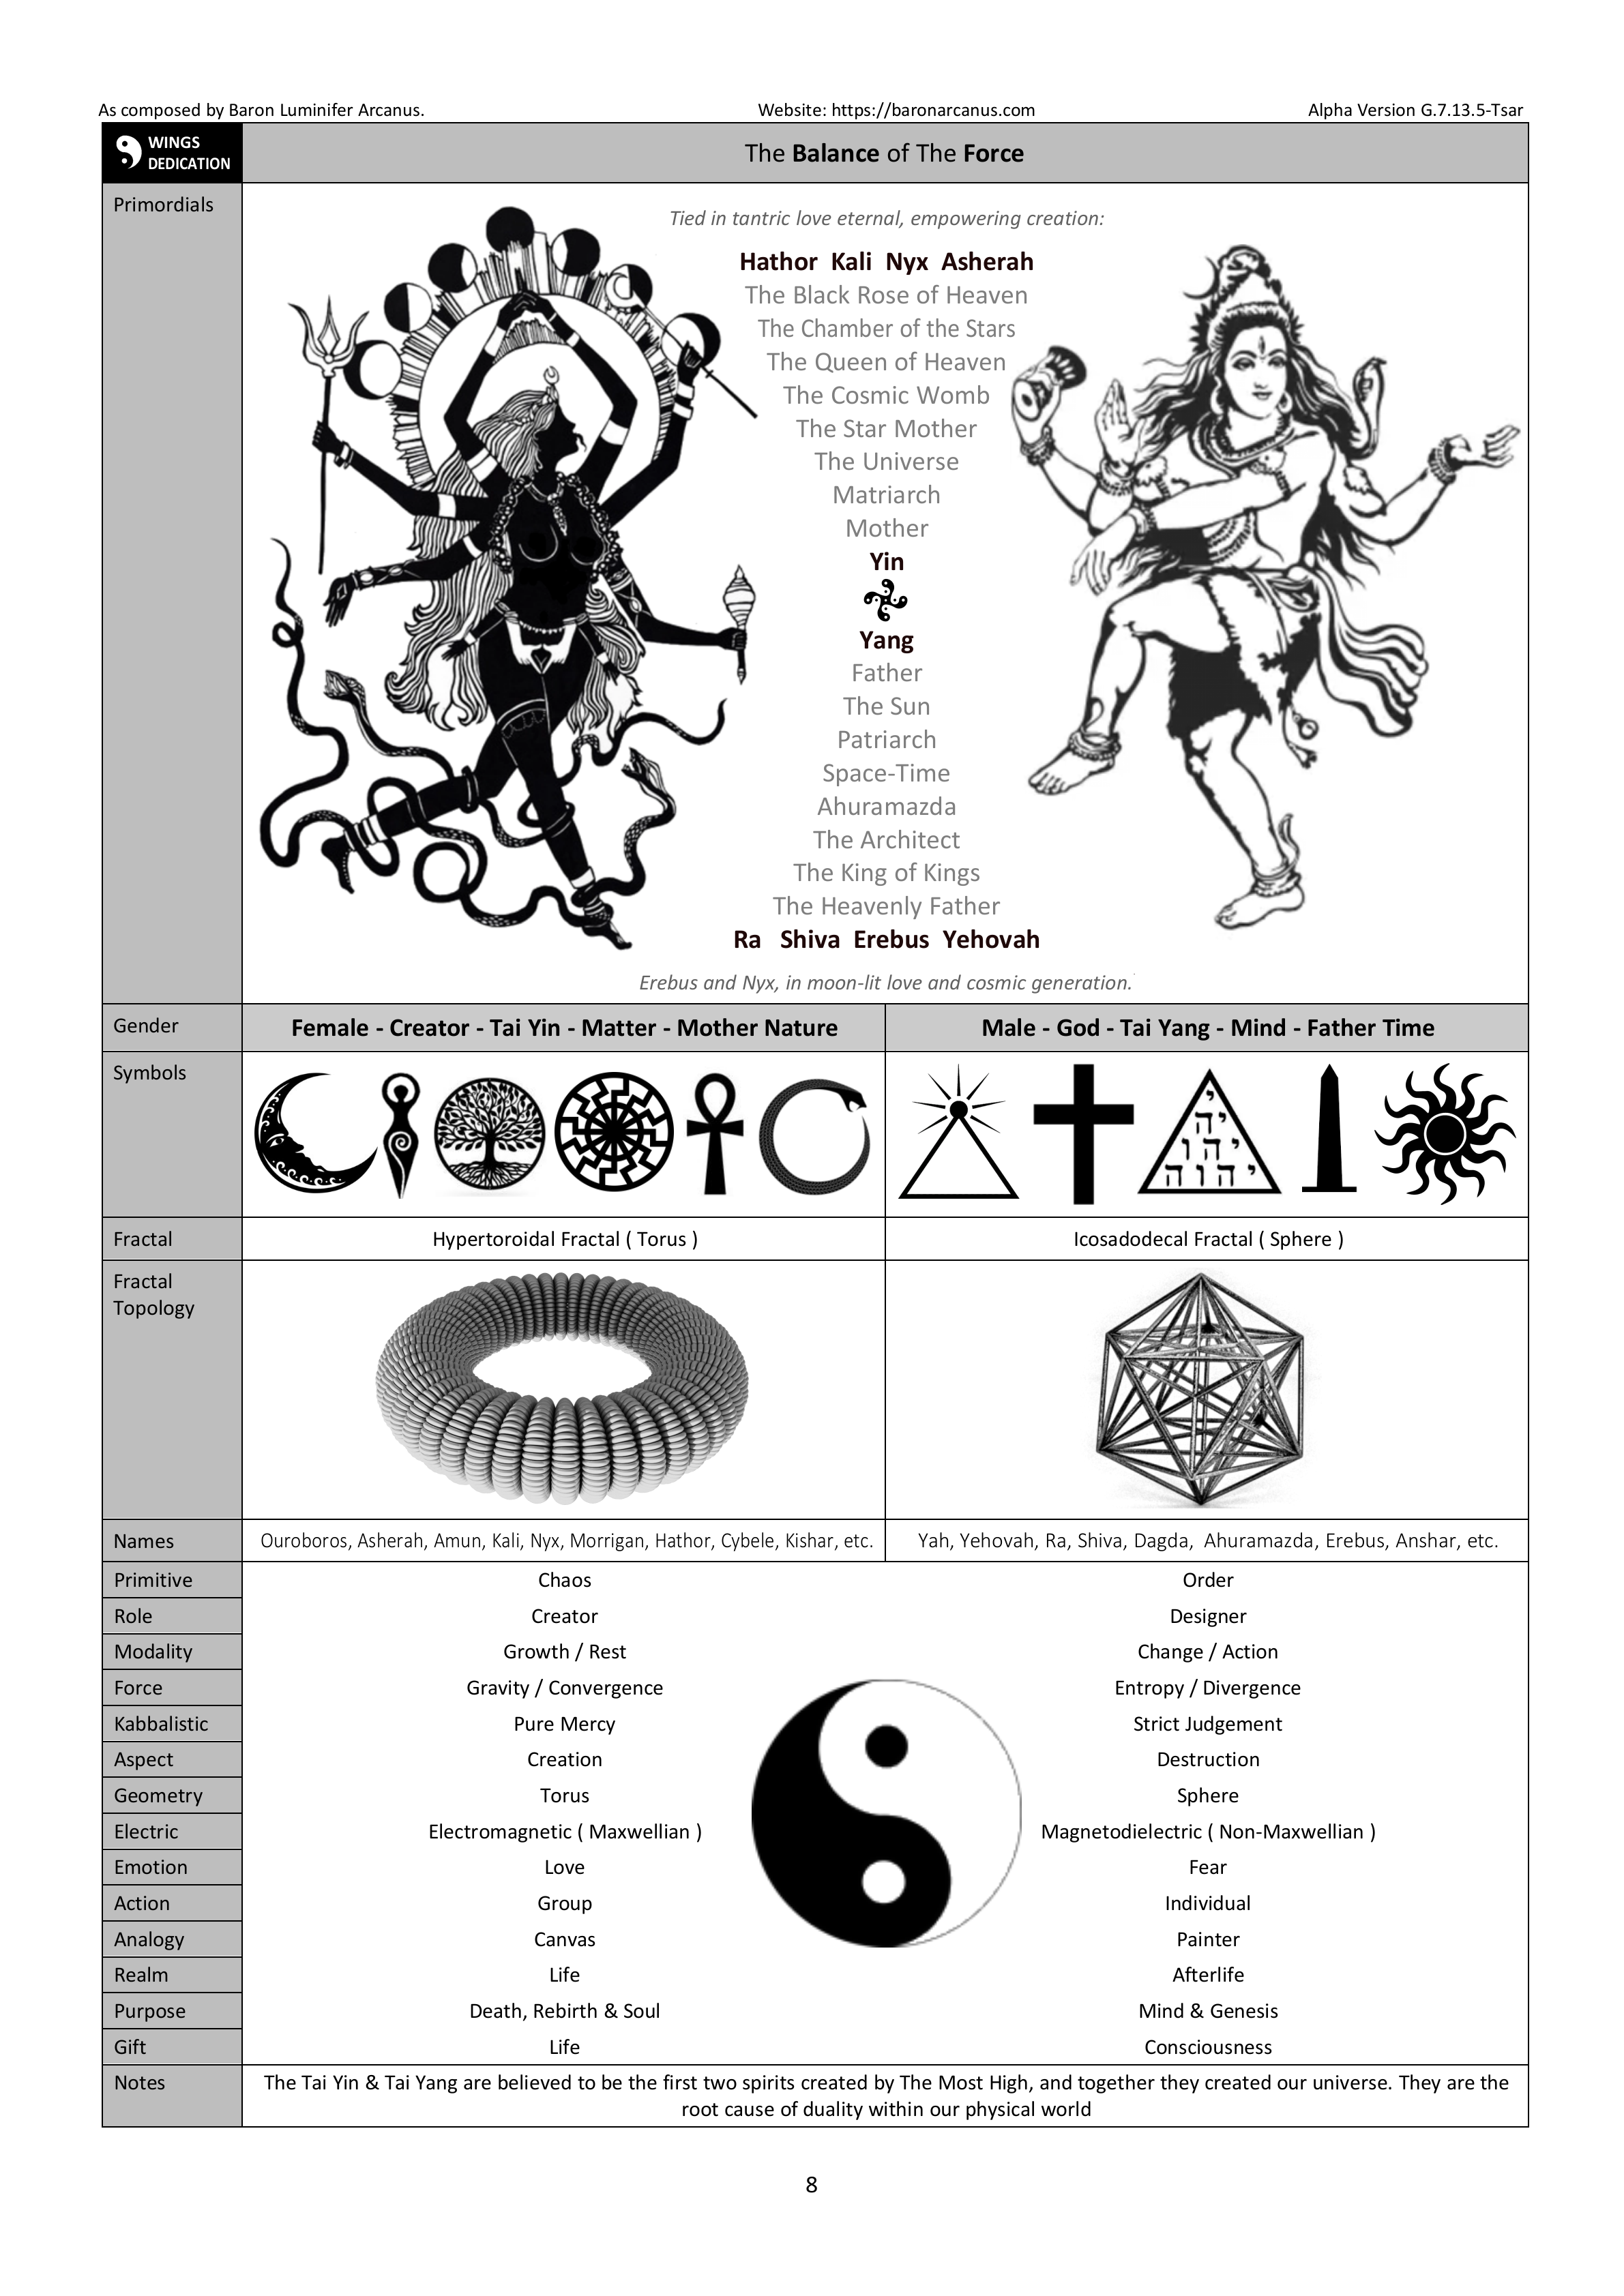 As composed by Baron Luminifer Arcanus. Website: https://baronarcanus.com Alpha Version G.7.13.5-Tsar
WINGS
DEDICATION
The Balance of The Force
Primordials
Tied in tantric love eternal, empowering creation:
Hathor Kali Nyx Asherah
The Black Rose of Heaven
The Chamber of the Stars
The Queen of Heaven
The Cosmic Womb
The Star Mother
The Universe
Matriarch
Mother
Yin
Yang
Father
The Sun
Patriarch
Space-Time
Ahuramazda
The Architect
The King of Kings
The Heavenly Father
Ra Shiva Erebus Yehovah
Erebus and Nyx, in moon-lit love and cosmic generation.
Gender Female - Creator - Tai Yin - Matter - Mother Nature Male - God - Tai Yang - Mind - Father Time
Symbols
י
יה
יהו
יהוה
Fractal Hypertoroidal Fractal ( Torus ) Icosadodecal Fractal ( Sphere )
Fractal
Topology
Names Ouroboros, Asherah, Amun, Kali, Nyx, Morrigan, Hathor, Cybele, Kishar, etc. Yah, Yehovah, Ra, Shiva, Dagda, Ahuramazda, Erebus, Anshar, etc.
Primitive Chaos Order
Role Creator Designer
Modality Growth / Rest Change / Action
Force Gravity / Convergence Entropy / Divergence
Kabbalistic Pure Mercy Strict Judgement
Aspect Creation Destruction
Geometry Torus Sphere
Electric Electromagnetic ( Maxwellian ) Magnetodielectric ( Non-Maxwellian )
Emotion Love Fear
Action Group Individual
Analogy Canvas Painter
Realm Life Afterlife
Purpose Death, Rebirth & Soul Mind & Genesis
Gift Life Consciousness
Notes The Tai Yin & Tai Yang are believed to be the first two spirits created by The Most High, and together they created our universe. They are the
root cause of duality within our physical world
8